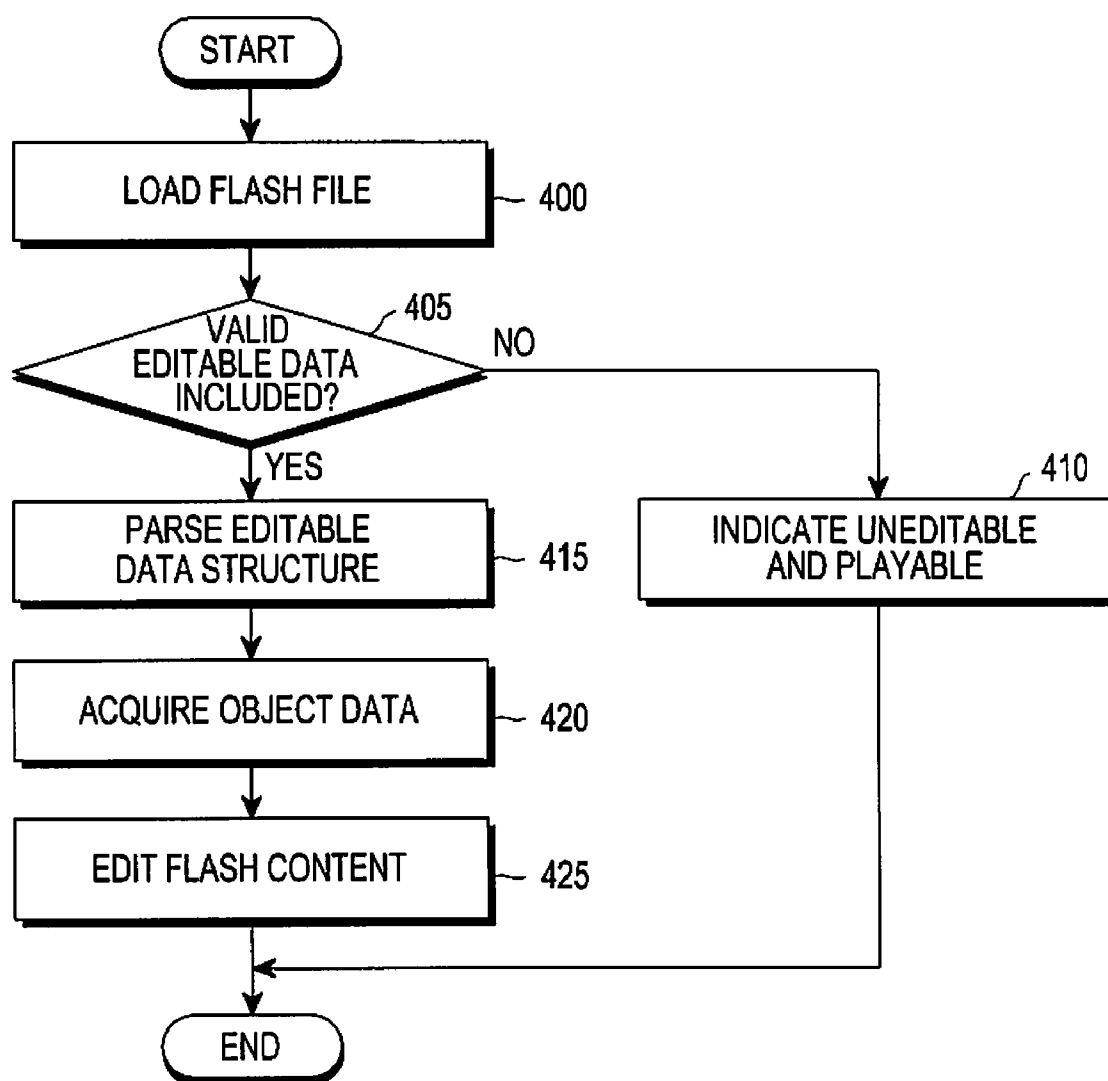 START
LOAD FLASH FILE
400
405
VALID
EDITABLE DATA
INCLUDED?
NO
YES
410
PARSE EDITABLE
DATA STRUCTURE
415
INDICATE UNEDITABLE
AND PLAYABLE
ACQUIRE OBJECT DATA
420
EDIT FLASH CONTENT
425
END